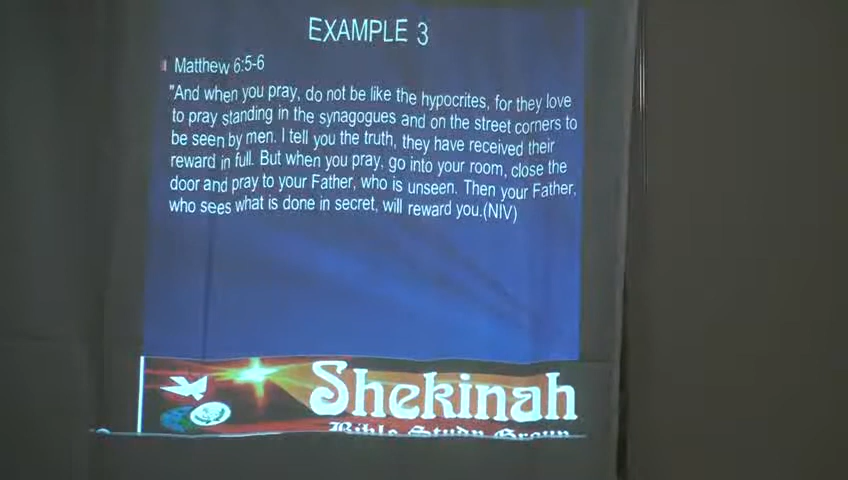 EXAMPLE 3
Matthew 6:5-6
"And when you pray, do not be like the hypocrites, for they love
to pray standing in the synagogues and on the street corners to
be seen by men. I tell you the truth, they have received their
reward in full. But when you pray, go into your room, close the
door and pray to your Father, who is unseen. Then your Father,
who sees what is done in secret, will reward you.(NIV)
Shekinah
Bible Study Group